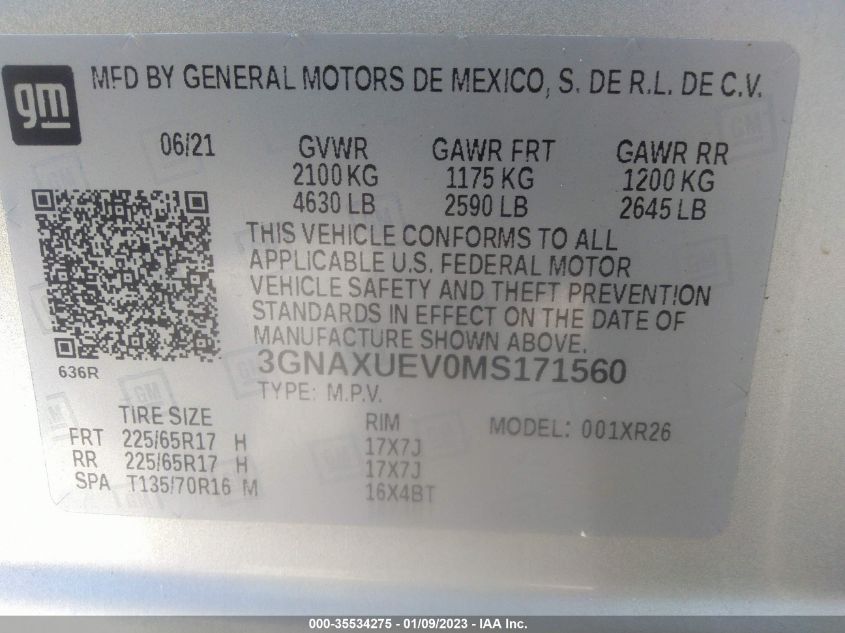 gm MFD BY GENERAL MOTORS DE MEXICO, S. DE R.L. DE C.V.
06/21 GVWR GAWR FRT GAWR RR
2100 KG 1175 KG 1200 KG
4630 LB 2590 LB 2645 LB
THIS VEHICLE CONFORMS TO ALL
APPLICABLE U.S. FEDERAL MOTOR
VEHICLE SAFETY AND THEFT PREVENTION
STANDARDS IN EFFECT ON THE DATE OF
MANUFACTURE SHOWN ABOVE.
636R 3GNAXUEV0MS171560
TYPE: M.P.V.
TIRE SIZE RIM MODEL: 001XR26
FRT 225/65R17 H 17X7J
RR 225/65R17 H 17X7J
SPA T135/70R16 M 16X4BT
000-35534275 - 01/09/2023 - IAA Inc.